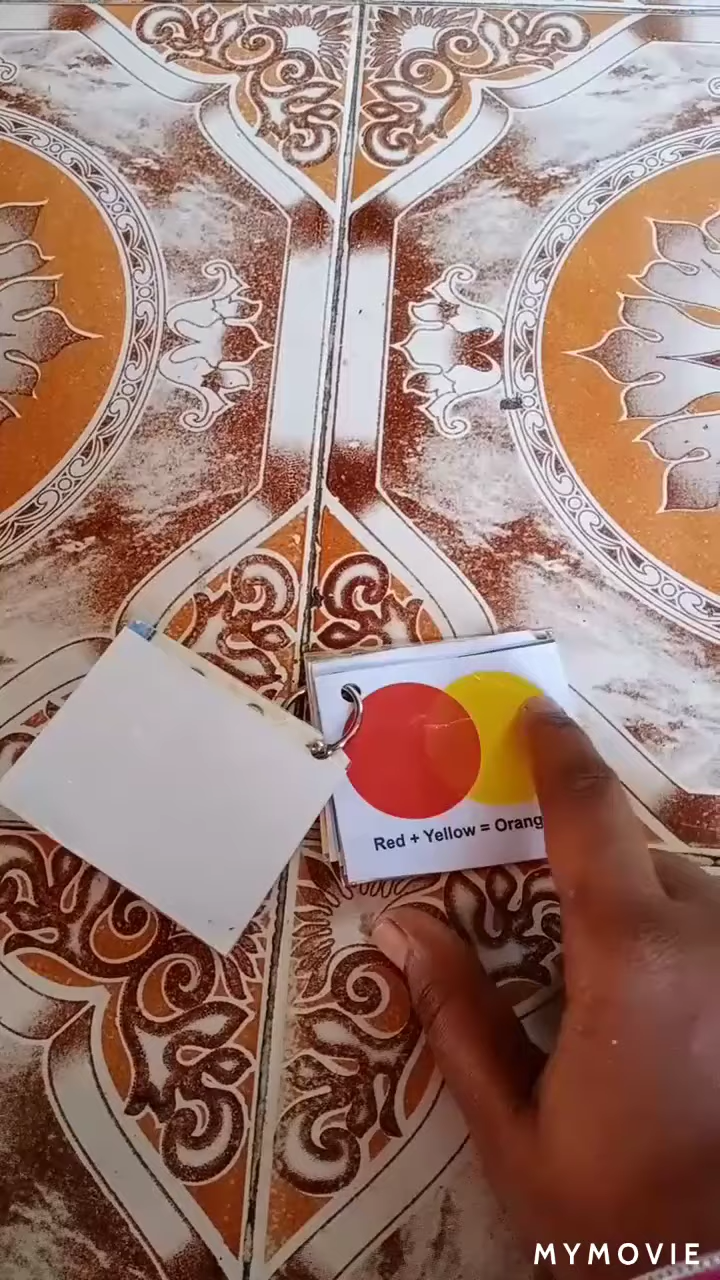 Red + Yellow = Orang
MYMOVIE